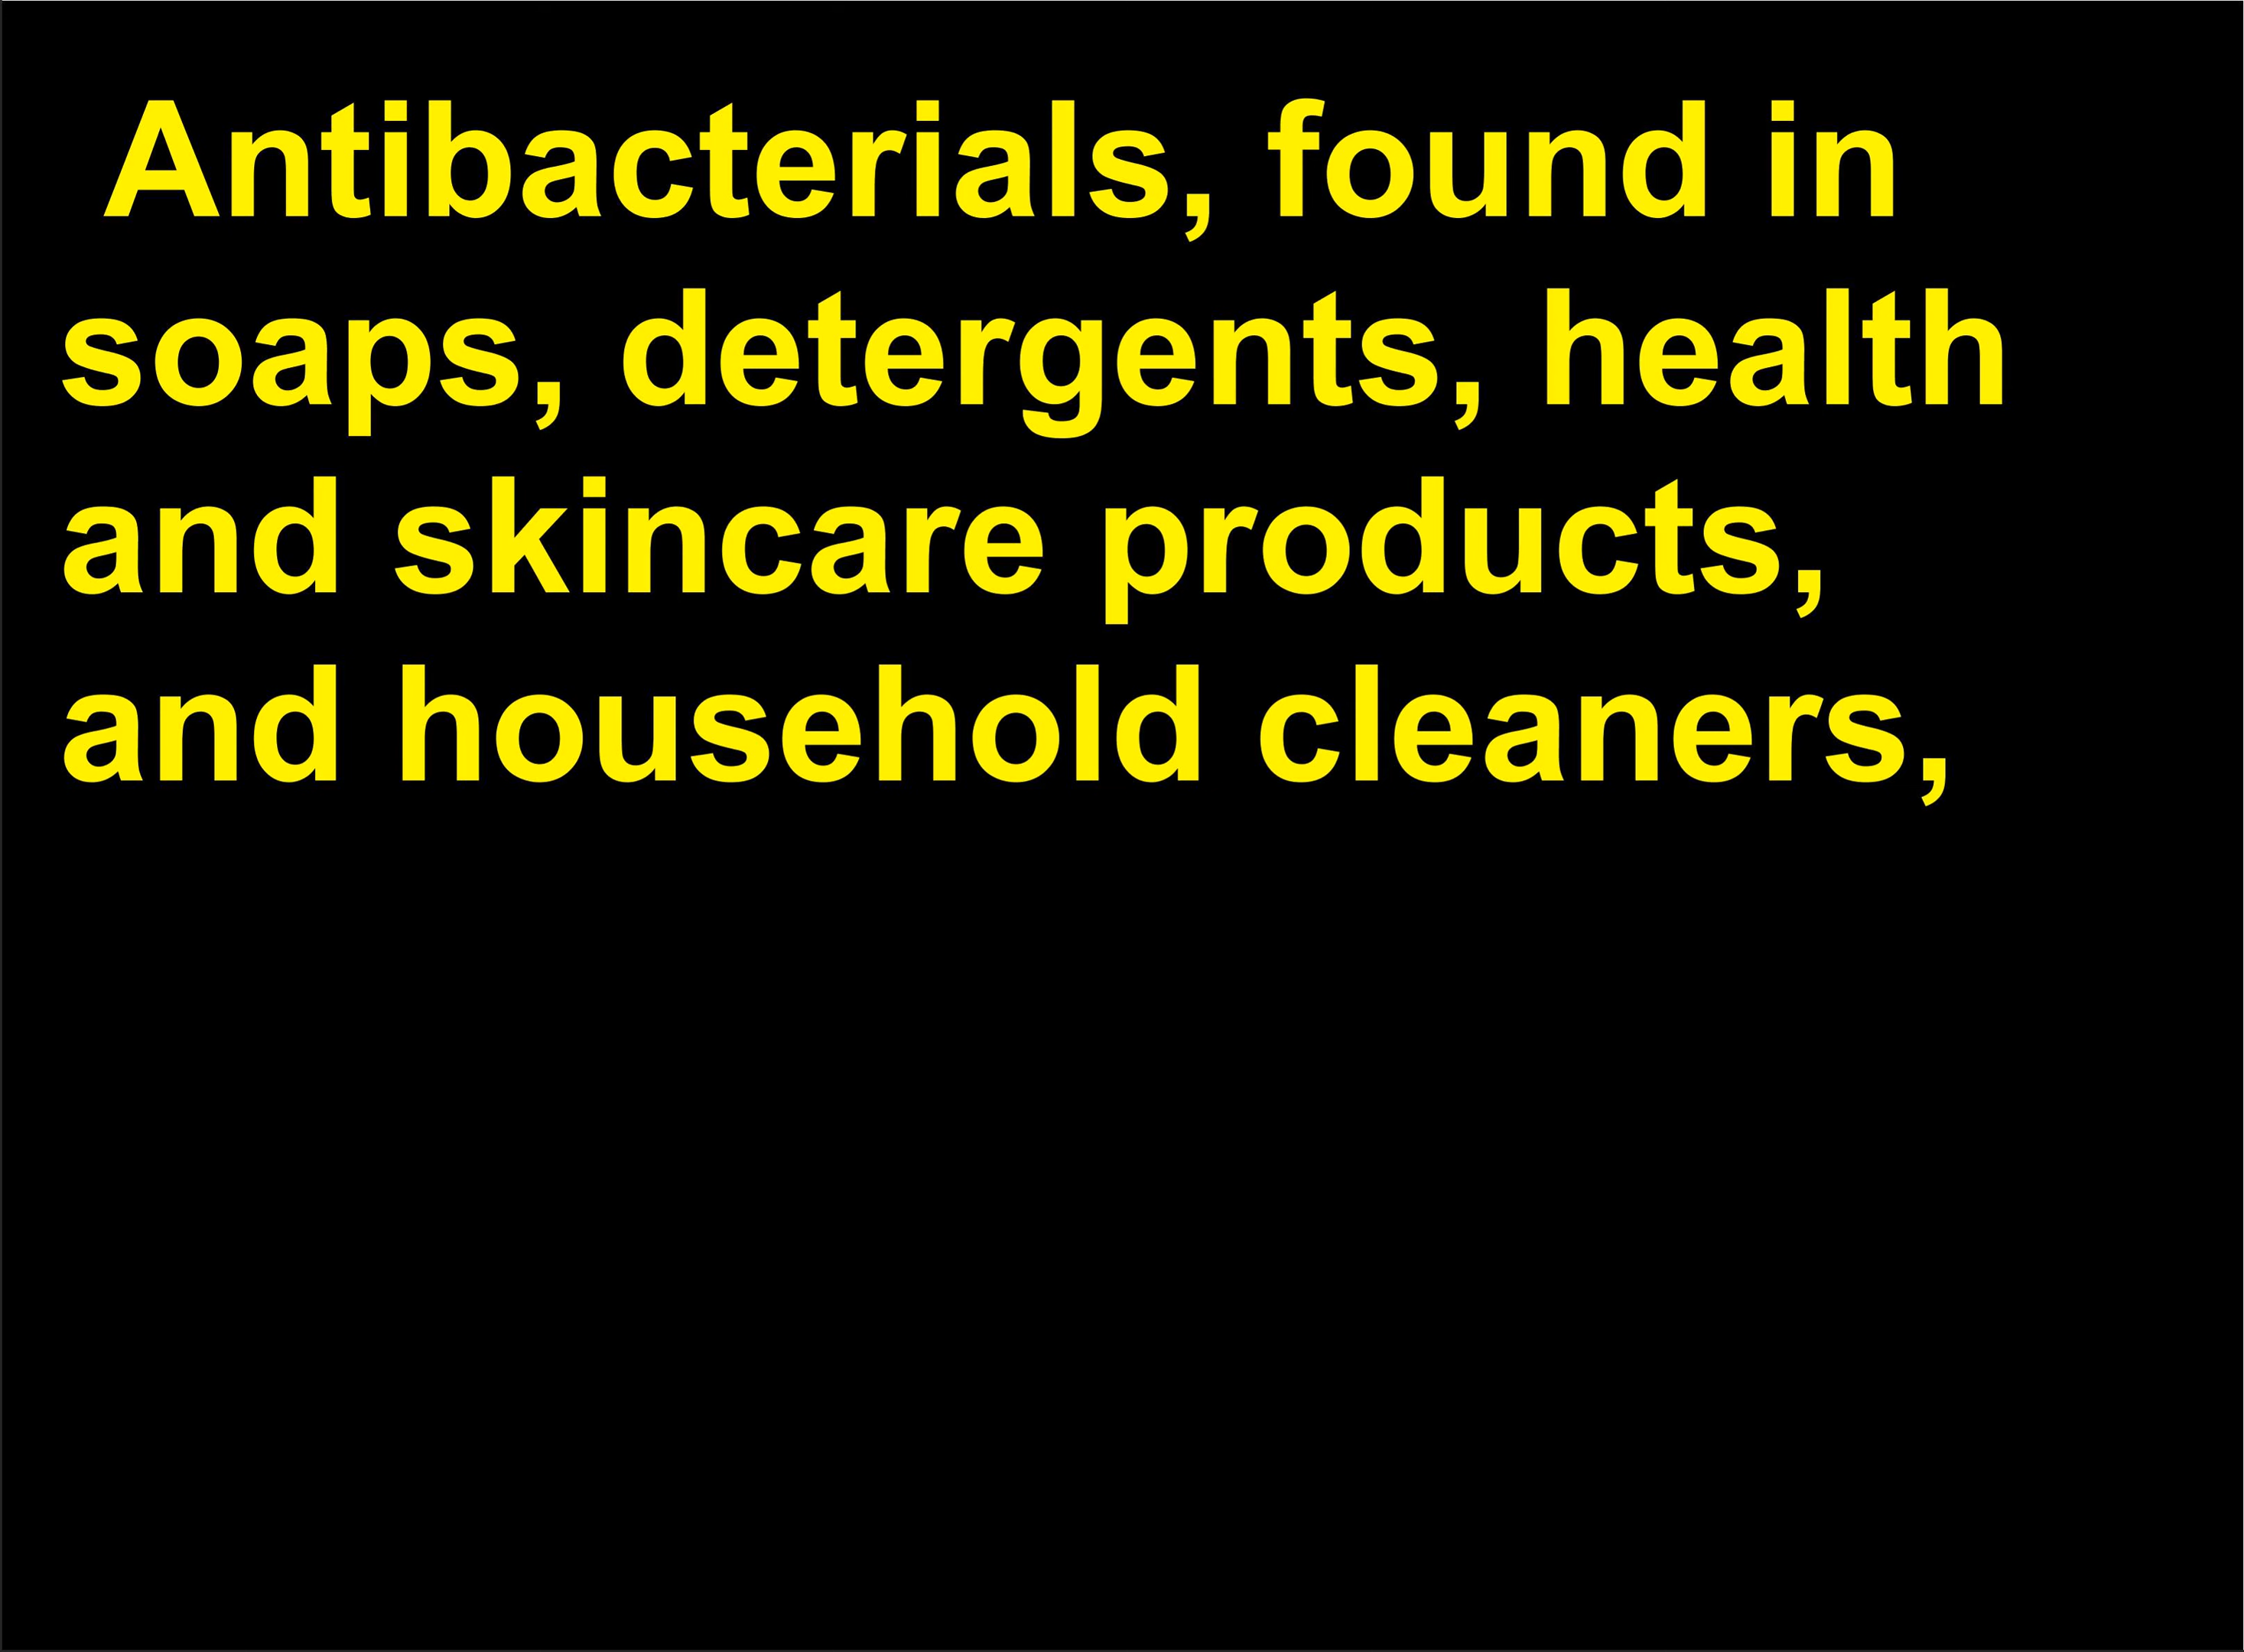 Antibacterials, found in
soaps, detergents, health
and skincare products,
and household cleaners,